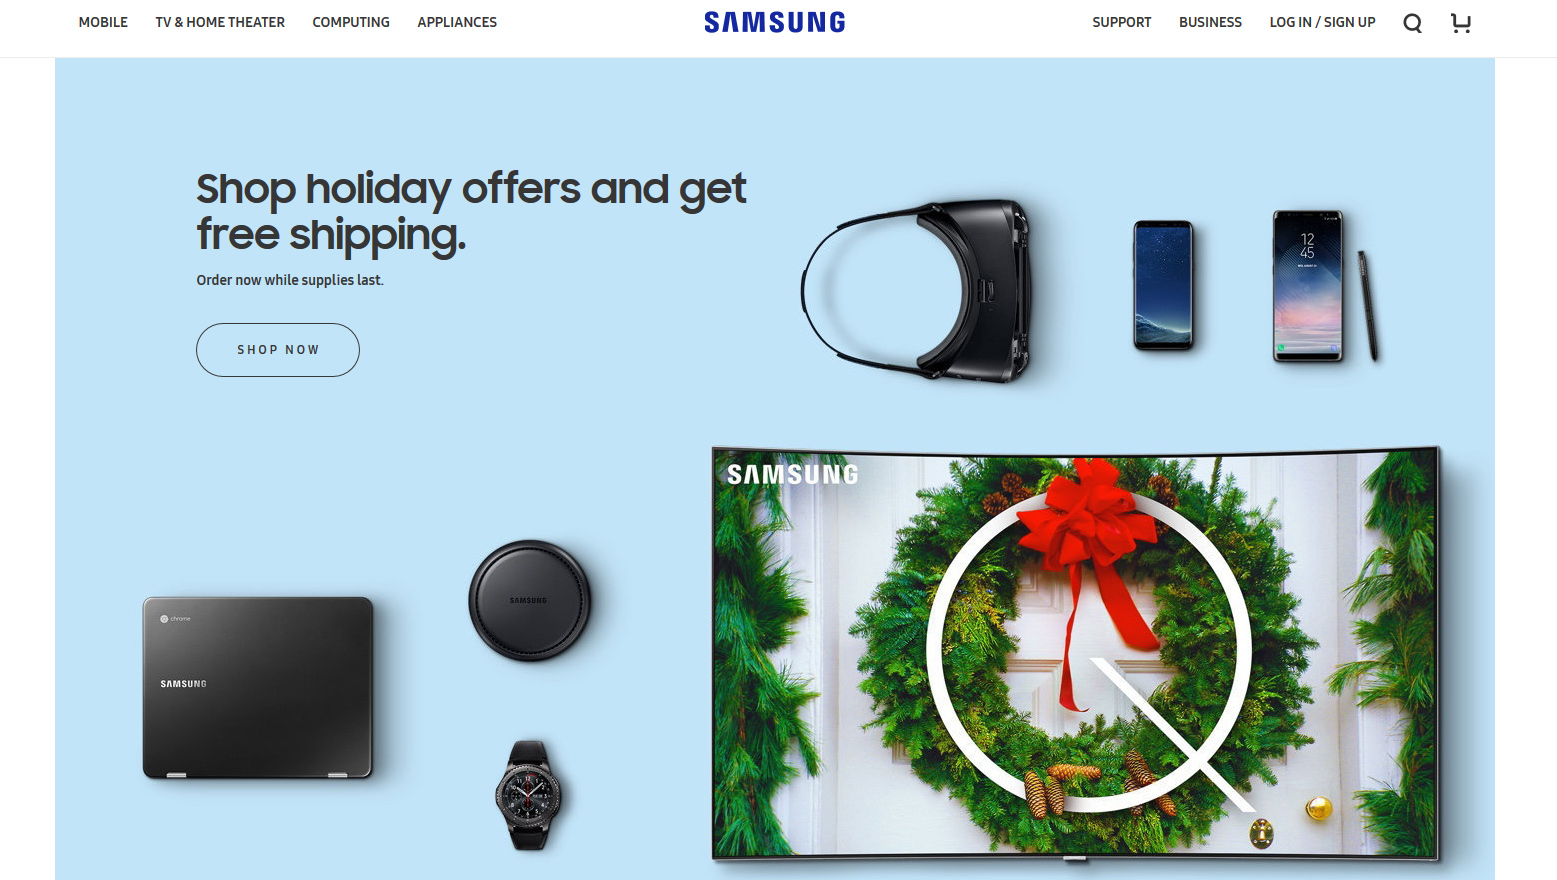 MOBILE TV & HOME THEATER COMPUTING APPLIANCES SAMSUNG SUPPORT BUSINESS LOG IN / SIGN UP
Shop holiday offers and get
free shipping.
Order now while supplies last.
SHOP NOW
12
45
SAMSUNG
SAMSUNG
chrome
SAMSUNG